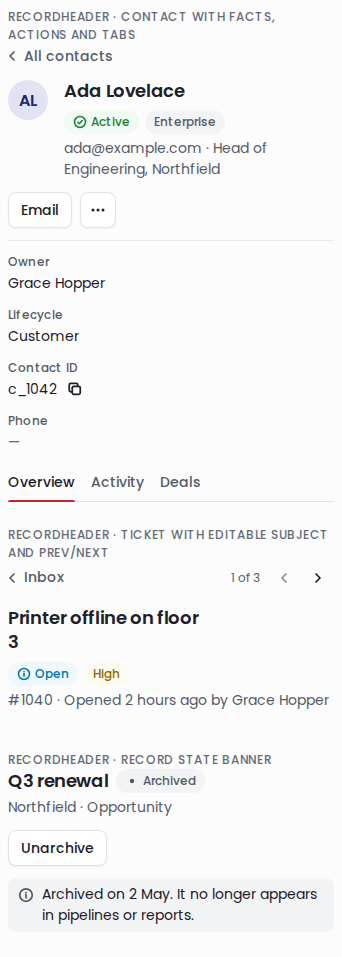 RECORDHEADER · CONTACT WITH FACTS,
ACTIONS AND TABS
All contacts
AL
Ada Lovelace
Active
Enterprise
ada@example.com · Head of
Engineering, Northfield
Email
Owner
Grace Hopper
Lifecycle
Customer
Contact ID
c_1042
Phone
—
Overview Activity Deals
RECORDHEADER · TICKET WITH EDITABLE SUBJECT
AND PREV/NEXT
Inbox 1 of 3
Printer offline on floor
3
Open High
#1040 · Opened 2 hours ago by Grace Hopper
RECORDHEADER · RECORD STATE BANNER
Q3 renewal Archived
Northfield · Opportunity
Unarchive
Archived on 2 May. It no longer appears
in pipelines or reports.